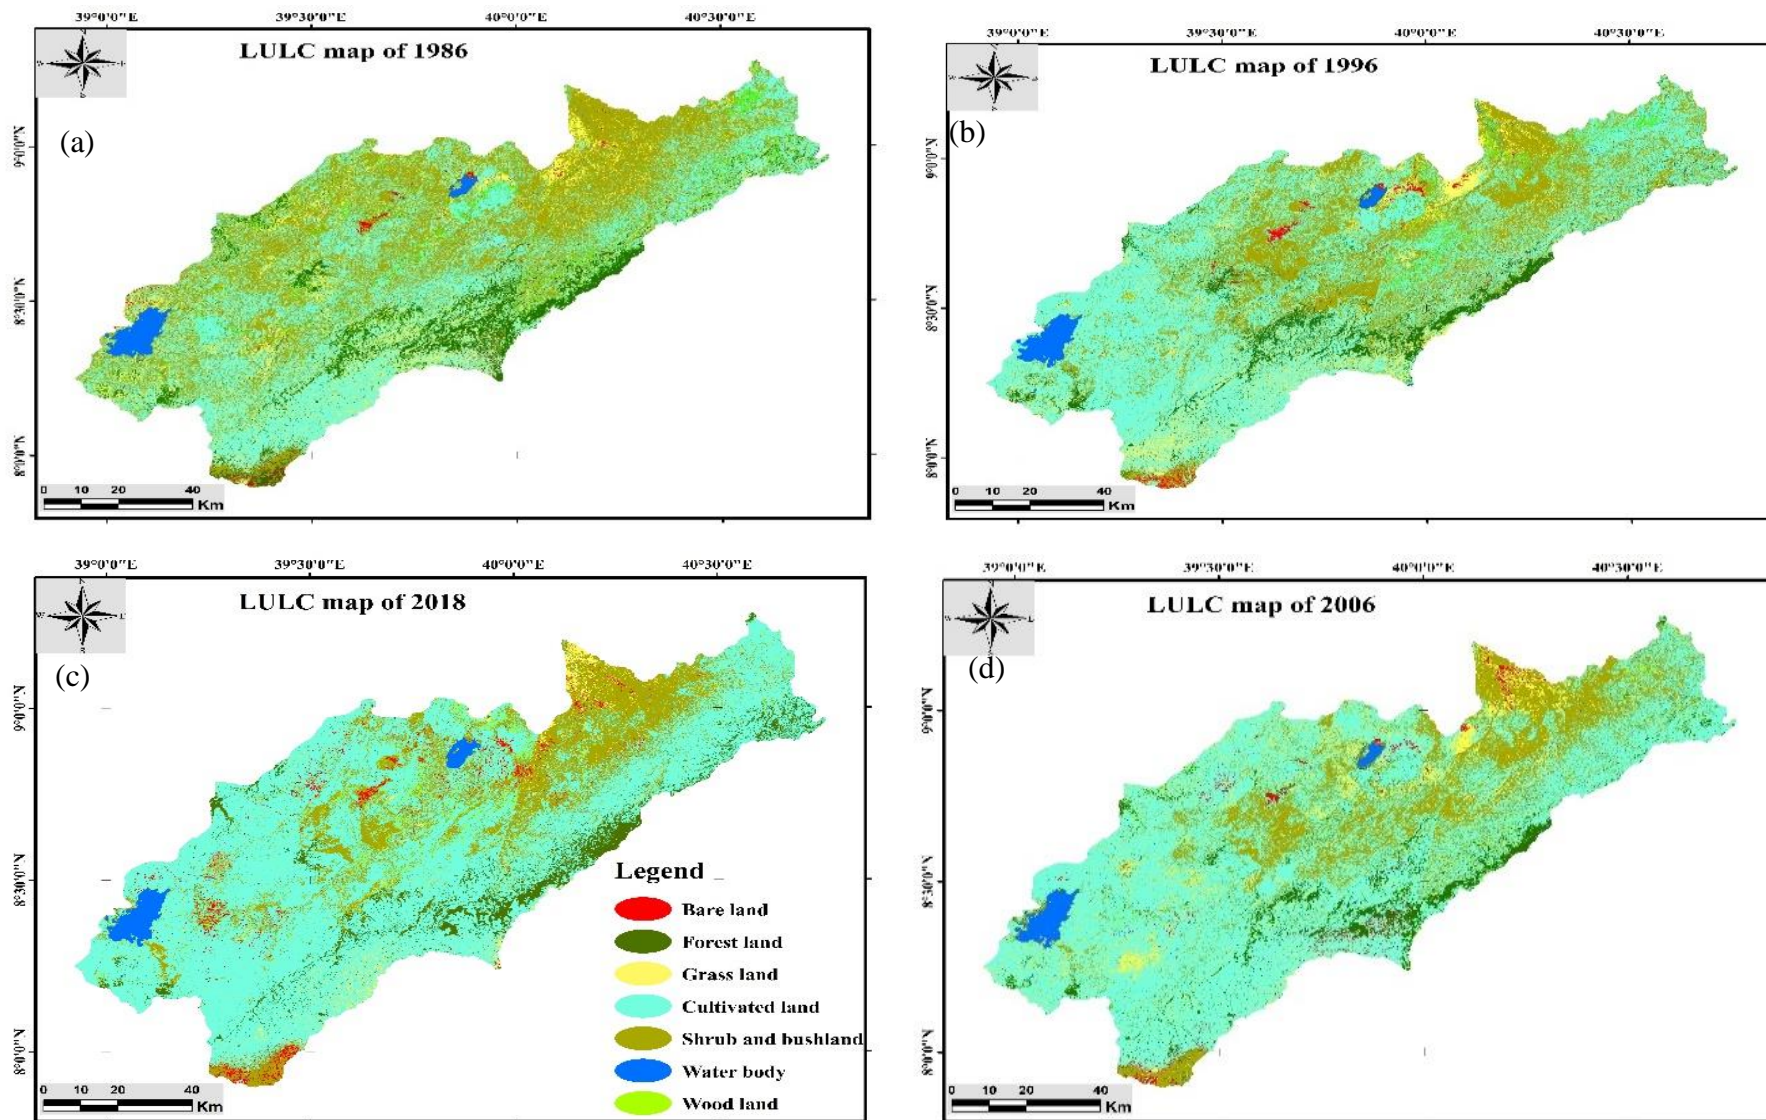 39°0'0"E 39°30'0"E 40°0'0"E 40°30'0"E
LULC map of 1986
(a)
9°0'0"N
8°30'0"N
8°0'0"N
0 10 20 40
Km
39°0'0"E 39°30'0"E 40°0'0"E 40°30'0"E
LULC map of 1996
(b)
9°0'0"N
8°30'0"N
8°0'0"N
0 10 20 40
Km
39°0'0"E 39°30'0"E 40°0'0"E 40°30'0"E
LULC map of 2018
(c)
9°0'0"N
8°30'0"N
8°0'0"N
0 10 20 40
Km
Legend
Bare land
Forest land
Grass land
Cultivated land
Shrub and bushland
Water body
Wood land
39°0'0"E 39°30'0"E 40°0'0"E 40°30'0"E
LULC map of 2006
(d)
9°0'0"N
8°30'0"N
8°0'0"N
0 10 20 40
Km